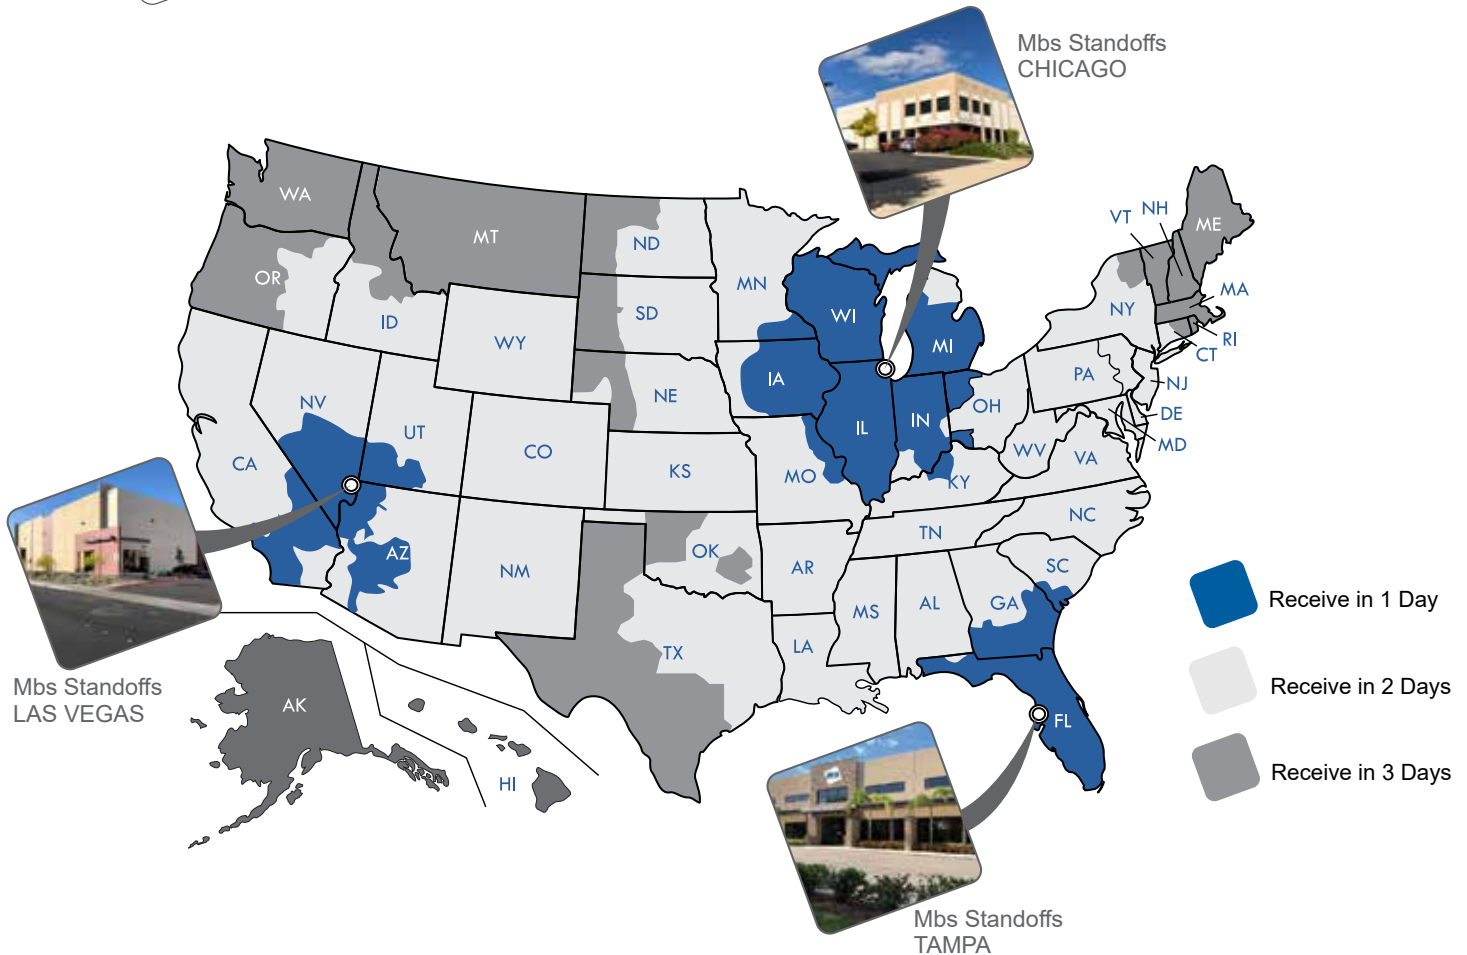 Mbs Standoffs
CHICAGO
WA
MT
ND
MN
OR
ID
SD
WY
WI
MI
VT
NH
ME
MA
NY
RI
CT
NJ
PA
DE
MD
IA
NE
NV
UT
CO
CA
KS
MO
IL
IN
OH
WV
VA
KY
AZ
NM
OK
AR
TN
NC
SC
MS
AL
GA
TX
LA
FL
AK
HI
Mbs Standoffs
LAS VEGAS
Receive in 1 Day
Receive in 2 Days
Receive in 3 Days
Mbs Standoffs
TAMPA